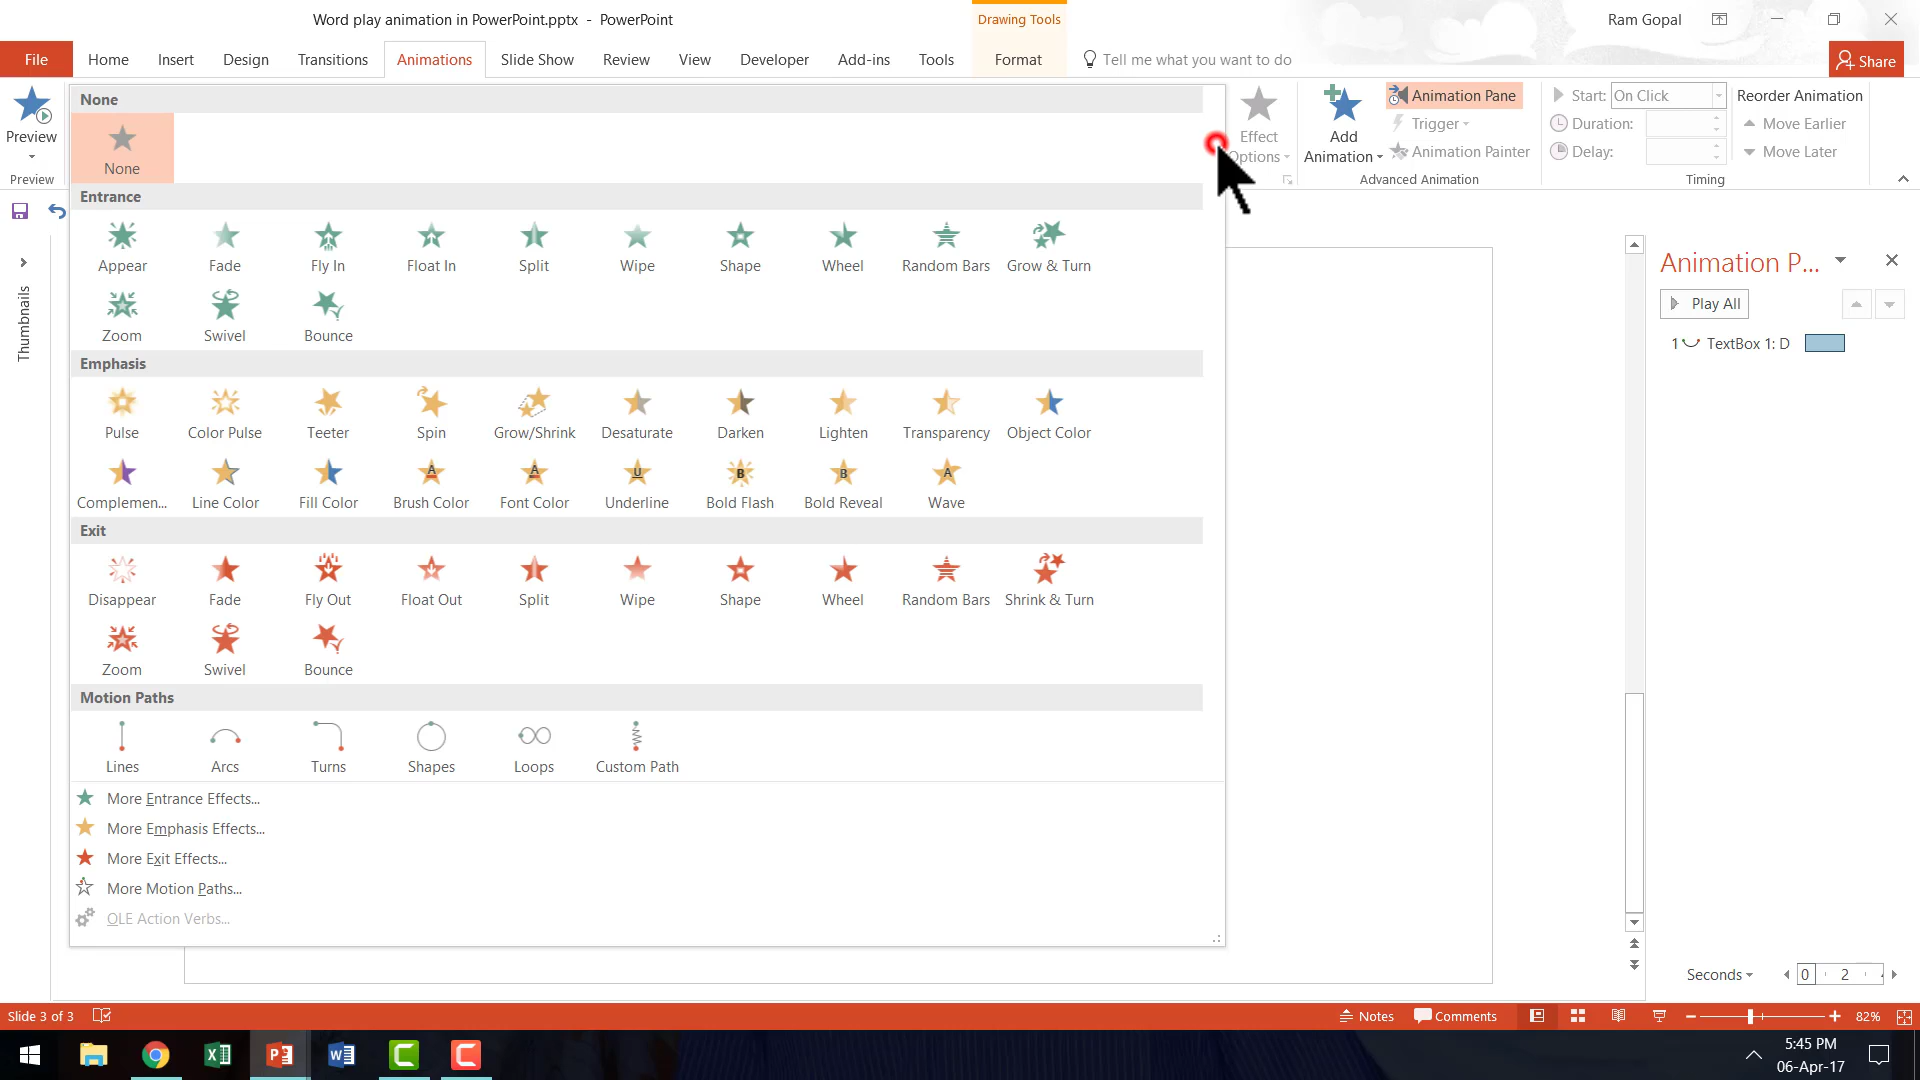 Word play animation in PowerPoint.pptx - PowerPoint
Drawing Tools
Ram Gopal
File Home Insert Design Transitions Animations Slide Show Review View Developer Add-ins Tools Format Tell me what you want to do Share
Preview
Preview
None
None
Entrance
Appear Fade Fly In Float In Split Wipe Shape Wheel Random Bars Grow & Turn
Zoom Swivel Bounce
Emphasis
Pulse Color Pulse Teeter Spin Grow/Shrink Desaturate Darken Lighten Transparency Object Color
Complemen... Line Color Fill Color Brush Color Font Color Underline Bold Flash Bold Reveal Wave
Exit
Disappear Fade Fly Out Float Out Split Wipe Shape Wheel Random Bars Shrink & Turn
Zoom Swivel Bounce
Motion Paths
Lines Arcs Turns Shapes Loops Custom Path
More Entrance Effects...
More Emphasis Effects...
More Exit Effects...
More Motion Paths...
OLE Action Verbs...
Effect
Options
Add
Animation
Animation Pane
Trigger
Animation Painter
Advanced Animation
Start: On Click
Duration:
Delay:
Reorder Animation
Move Earlier
Move Later
Timing
Thumbnails
Animation P...
Play All
1 TextBox 1: D
Seconds 0 2
Slide 3 of 3
Notes Comments 82%
5:45 PM
06-Apr-17